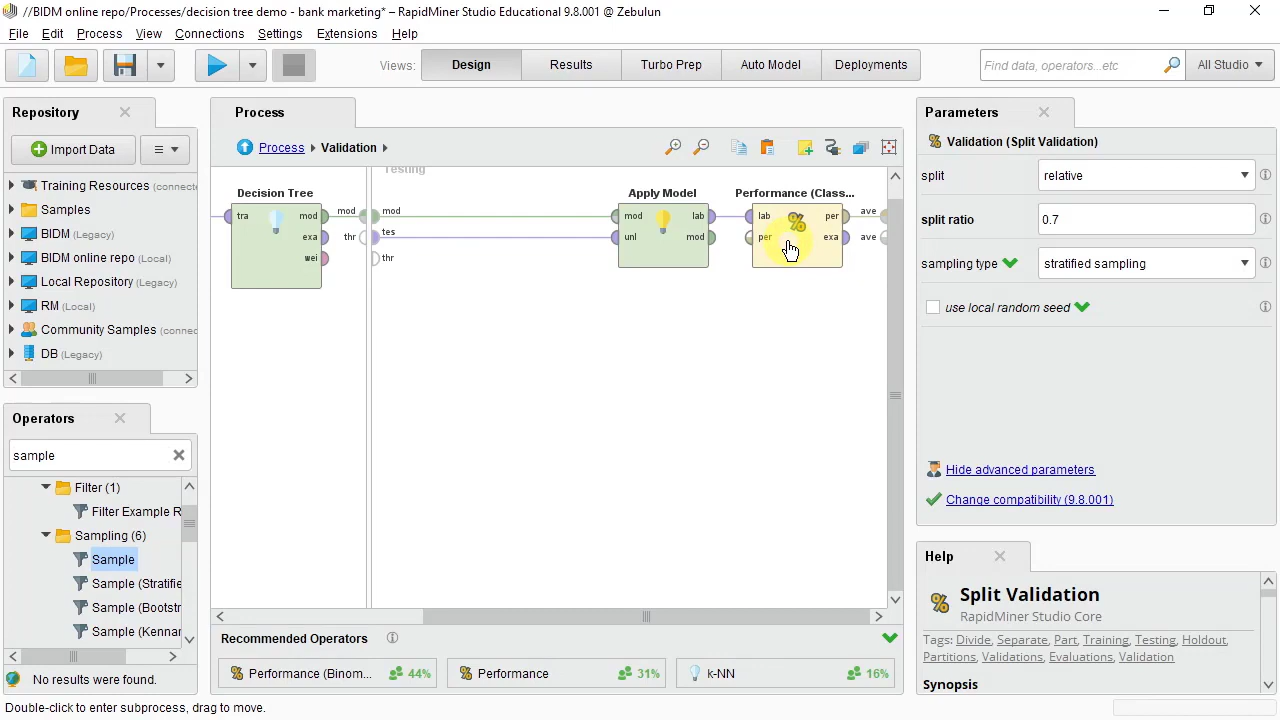 //BIDM online repo/Processes/decision tree demo - bank marketing* – RapidMiner Studio Educational 9.8.001 @ Zebulun
File Edit Process View Connections Settings Extensions Help
Views: Design Results Turbo Prep Auto Model Deployments
Find data, operators...etc
All Studio
Repository
Import Data
Training Resources (connecte
Samples
BIDM (Legacy)
BIDM online repo (Local)
Local Repository (Legacy)
RM (Local)
Community Samples (connec
DB (Legacy)
Operators
sample
Filter (1)
Filter Example R
Sampling (6)
Sample
Sample (Stratifie
Sample (Bootstr
Sample (Kennar
No results were found.
Process
Process Validation
Testing
Decision Tree
tra mod mod
exa thr
wei
mod
tes
thr
Apply Model
mod lab
unl mod
Performance (Class...
lab per ave
per exa ave
Recommended Operators
Performance (Binom... 44%
Performance 31%
k-NN 16%
Parameters
Validation (Split Validation)
split relative
split ratio 0.7
sampling type stratified sampling
use local random seed
Hide advanced parameters
Change compatibility (9.8.001)
Help
Split Validation
RapidMiner Studio Core
Tags: Divide, Separate, Part, Training, Testing, Holdout,
Partitions, Validations, Evaluations, Validation
Synopsis
Double-click to enter subprocess, drag to move.